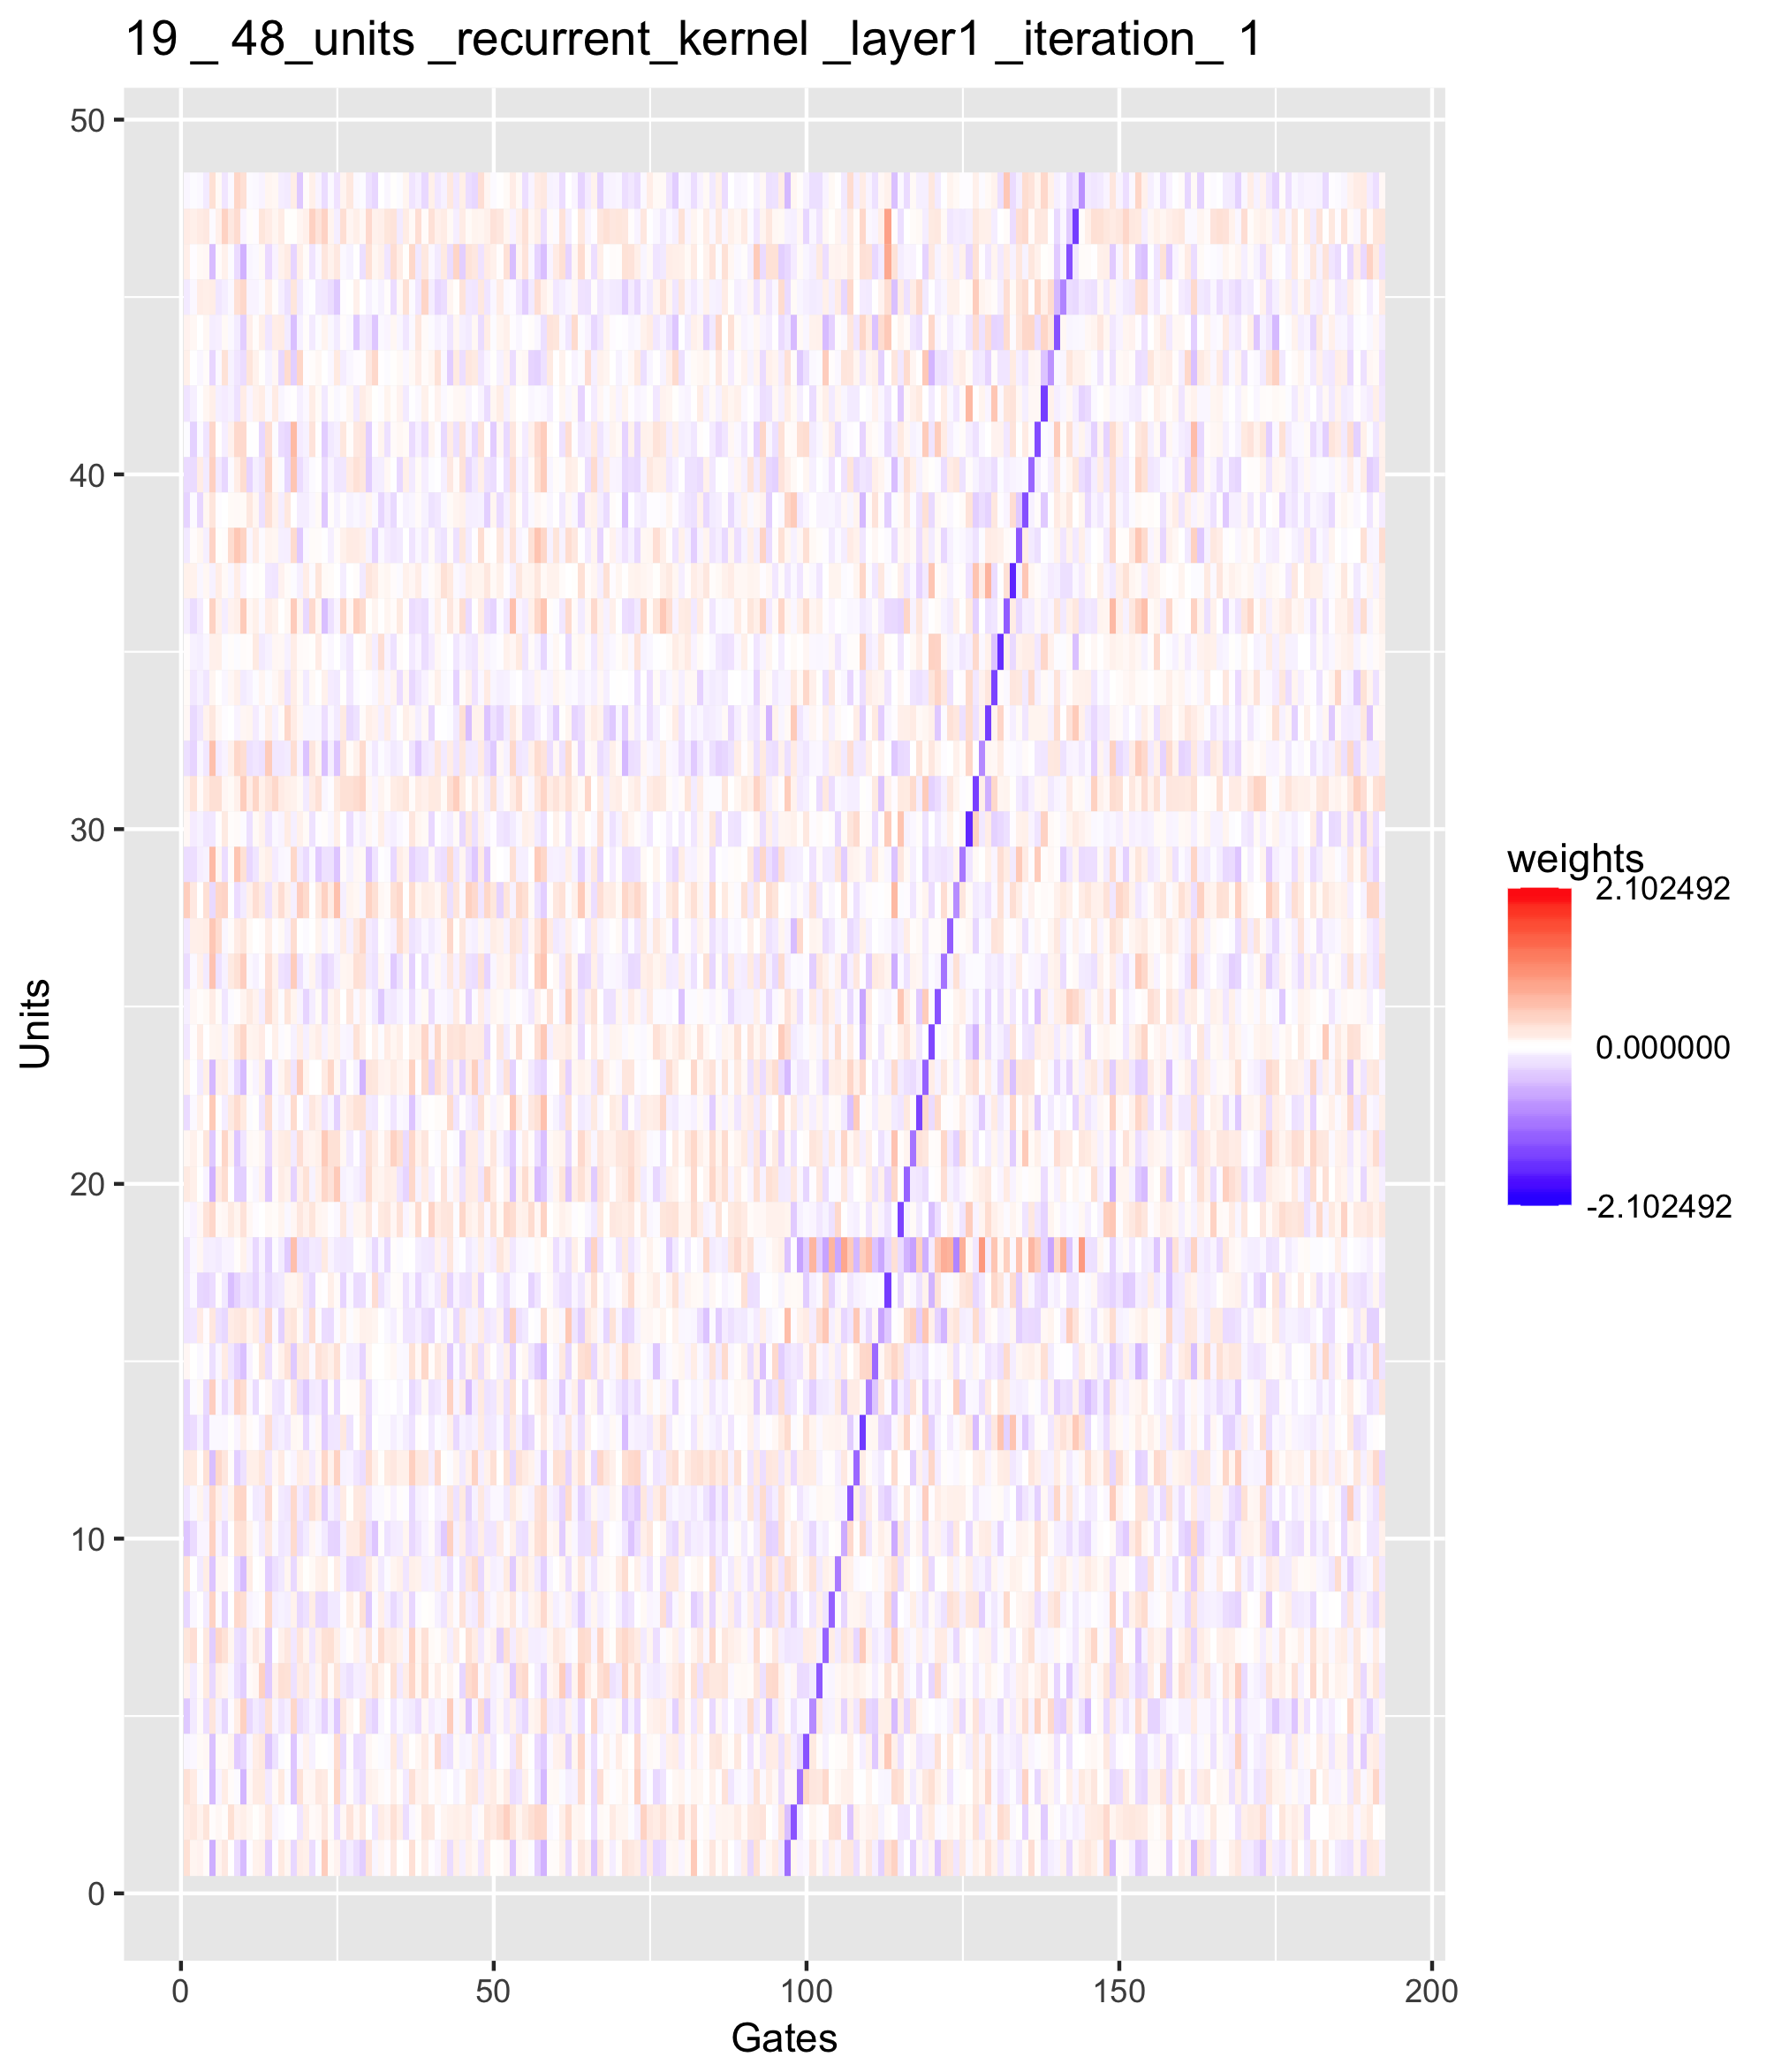 19 _ 48_units _recurrent_kernel _layer1 _iteration_ 1
50
40
30
20
10
0
Units
0 50 100 150 200
Gates
weights
2.102492
0.000000
-2.102492